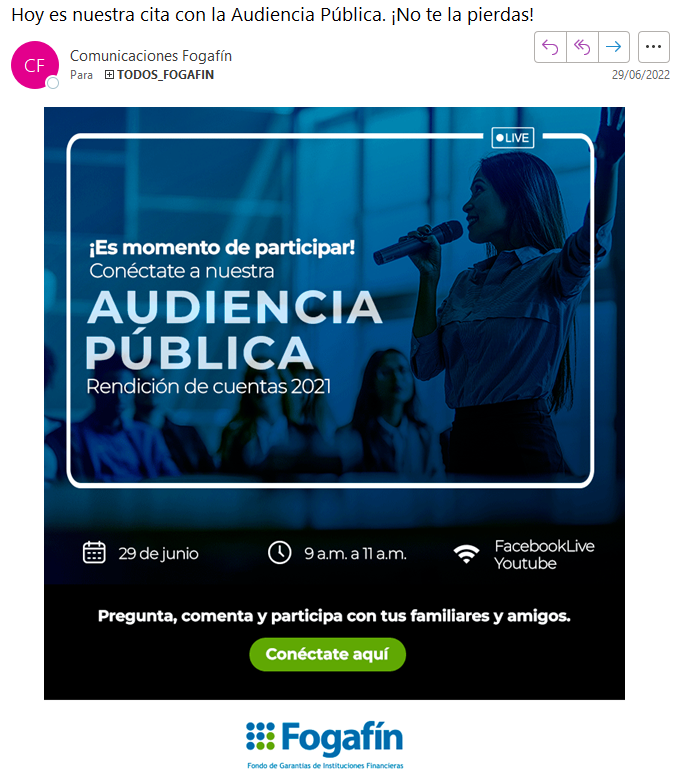 Hoy es nuestra cita con la Audiencia Pública. ¡No te la pierdas!
CF
Comunicaciones Fogafín
Para TODOS_FOGAFIN
29/06/2022
LIVE
¡Es momento de participar!
Conéctate a nuestra
AUDIENCIA
PÚBLICA
Rendición de cuentas 2021
29 de junio
9 a.m. a 11 a.m.
FacebookLive
Youtube
Pregunta, comenta y participa con tus familiares y amigos.
Conéctate aquí
Fogafín
Fondo de Garantías de Instituciones Financieras